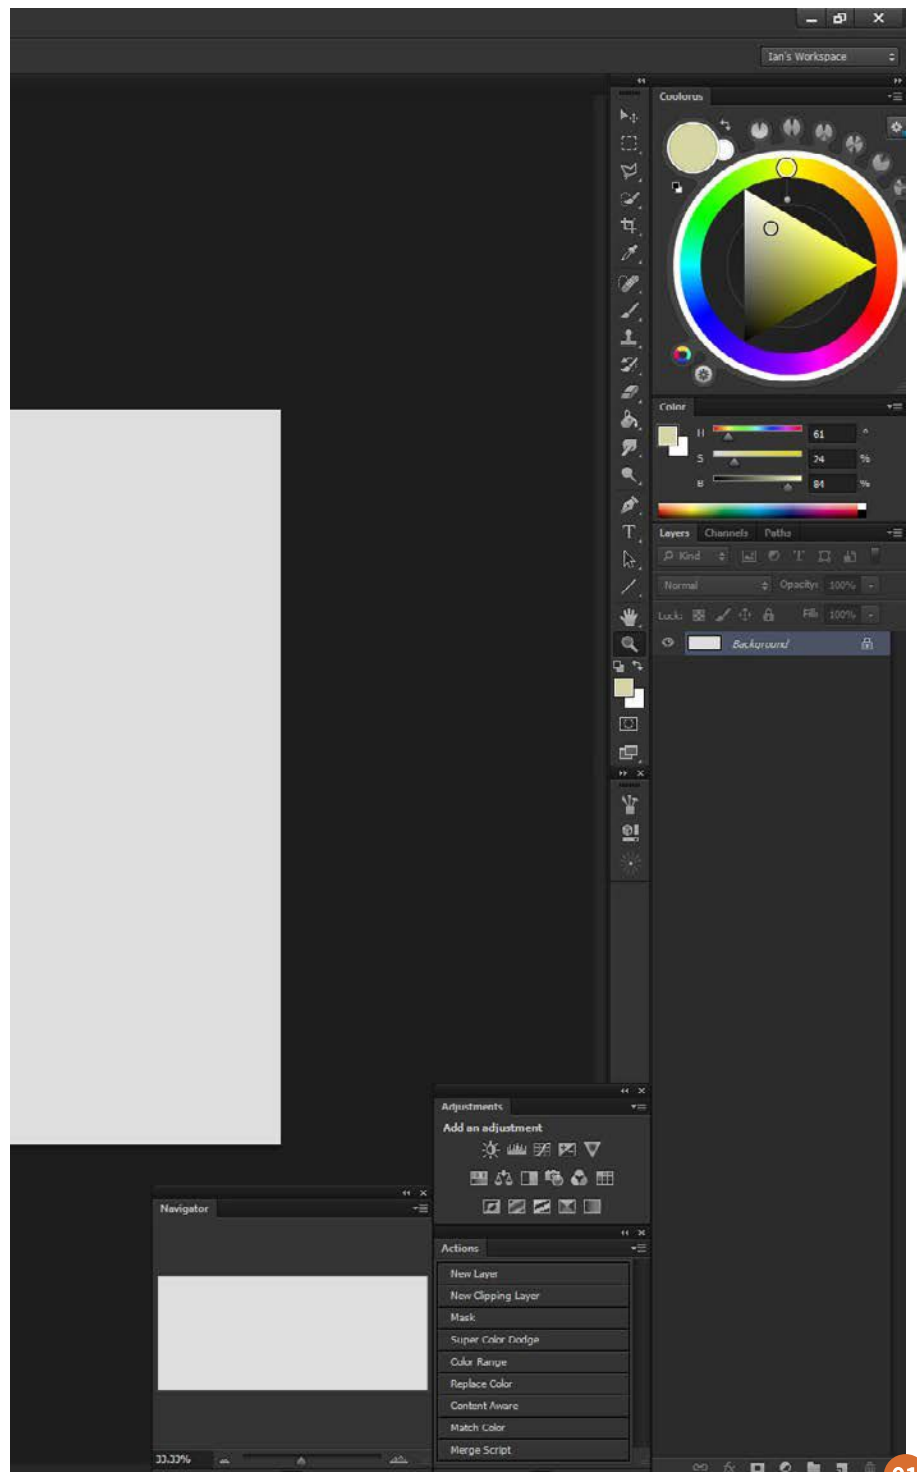 Ian's Workspace
Coolorus
Color
H 61 °
S 24 %
B 84 %
Layers Channels Paths
Kind
Normal Opacity: 100%
Lock: Fill: 100%
Background
Adjustments
Add an adjustment
Navigator
33.33%
Actions
New Layer
New Clipping Layer
Mask
Super Color Dodge
Color Range
Replace Color
Content Aware
Match Color
Merge Script